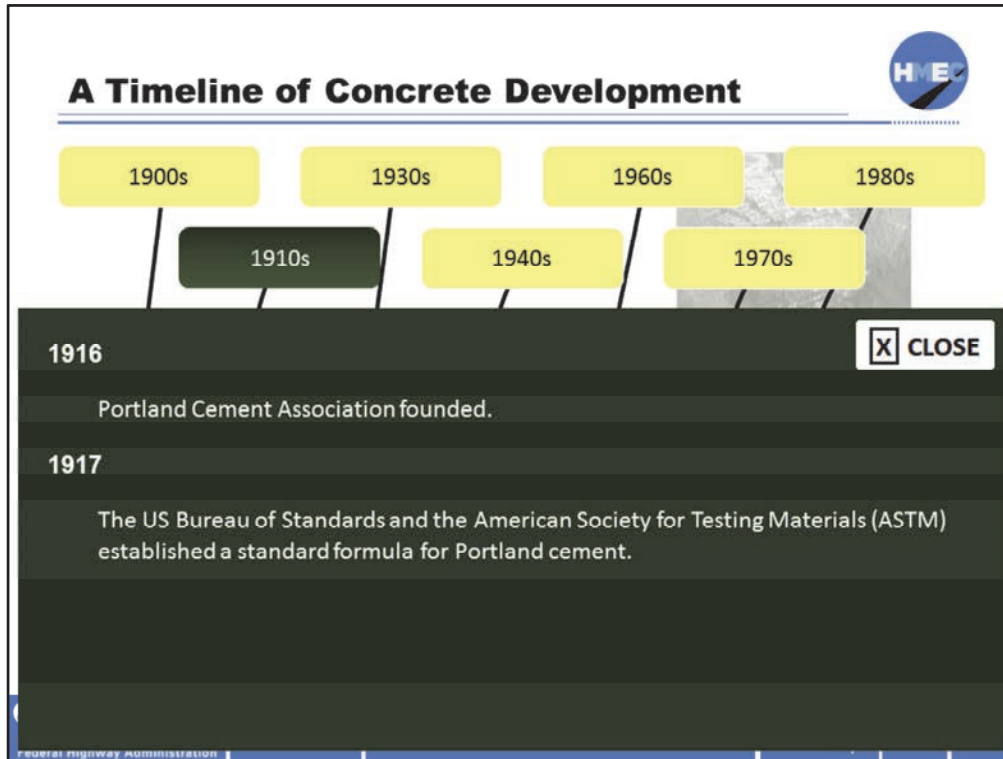 A Timeline of Concrete Development
HMEC
1900s
1930s
1960s
1980s
1910s
1940s
1970s
1916
X CLOSE
Portland Cement Association founded.
1917
The US Bureau of Standards and the American Society for Testing Materials (ASTM)
established a standard formula for Portland cement.
Federal Highway Administration